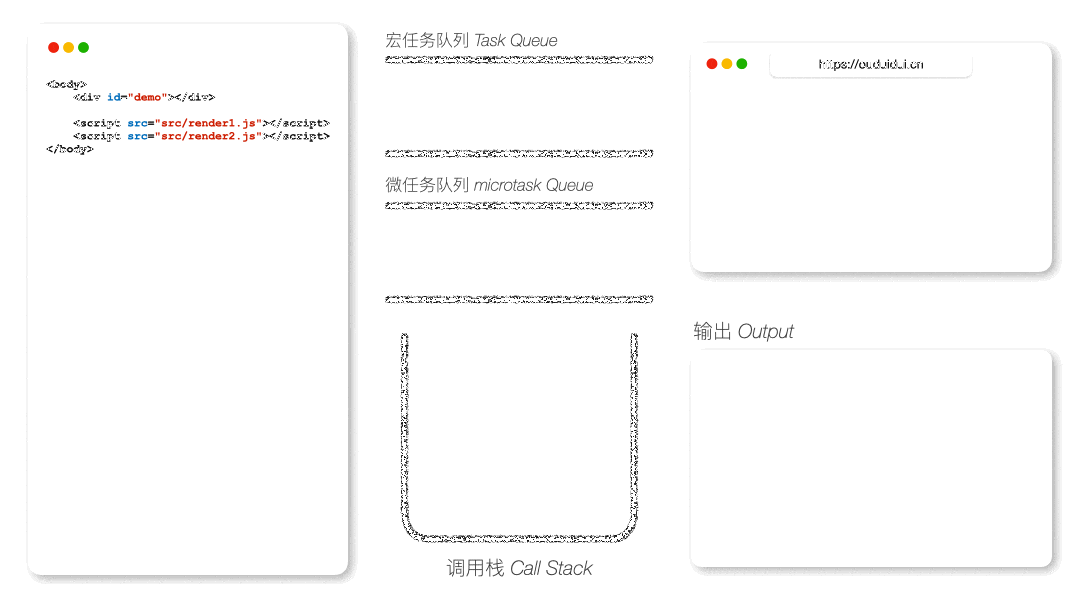 <body>
    <div id="demo"></div>
    <script src="src/render1.js"></script>
    <script src="src/render2.js"></script>
</body>
宏任务队列 Task Queue
微任务队列 microtask Queue
调用栈 Call Stack
https://ouduidui.cn
输出 Output